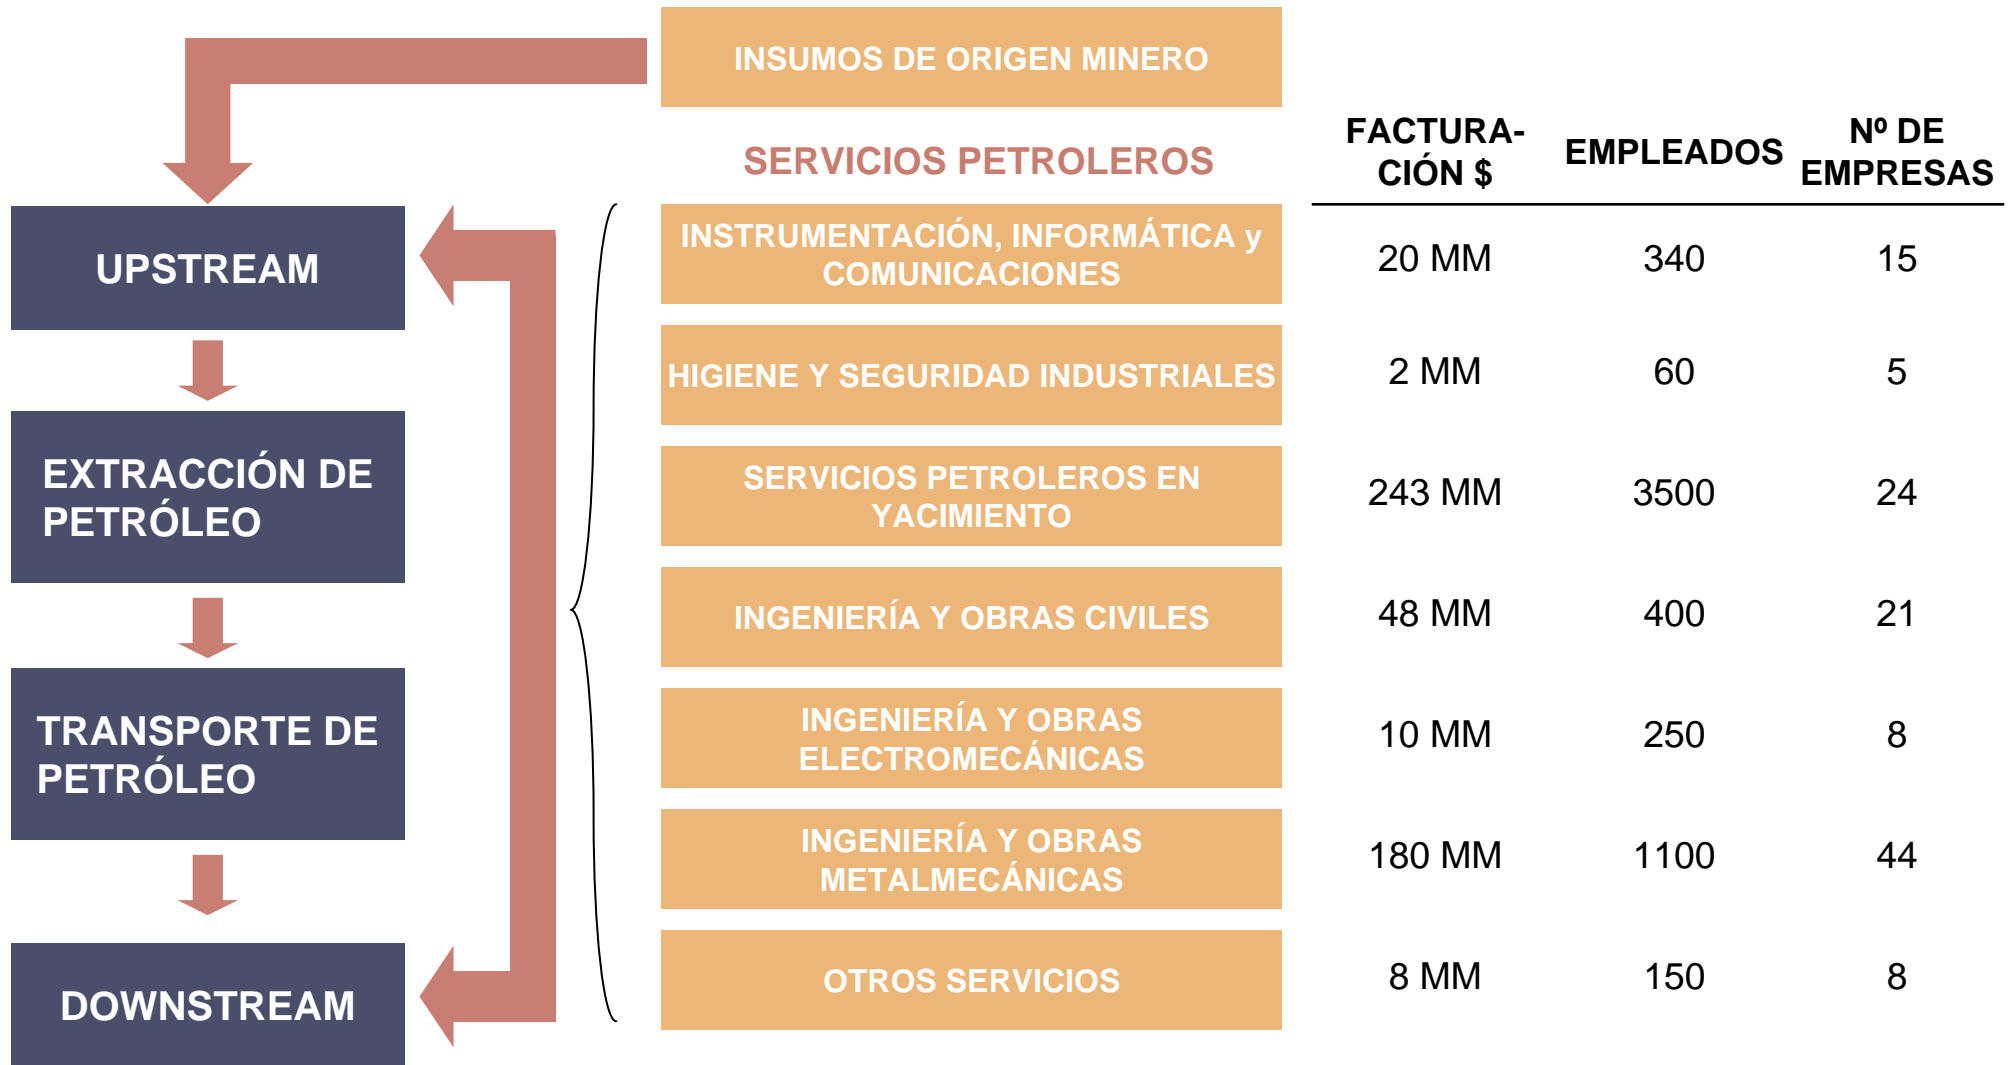 INSUMOS DE ORIGEN MINERO
SERVICIOS PETROLEROS
FACTURA-
CIÓN $
EMPLEADOS
Nº DE
EMPRESAS
UPSTREAM
EXTRACCIÓN DE
PETRÓLEO
TRANSPORTE DE
PETRÓLEO
DOWNSTREAM
INSTRUMENTACIÓN, INFORMÁTICA y
COMUNICACIONES
20 MM 340 15
HIGIENE Y SEGURIDAD INDUSTRIALES
2 MM 60 5
SERVICIOS PETROLEROS EN
YACIMIENTO
243 MM 3500 24
INGENIERÍA Y OBRAS CIVILES
48 MM 400 21
INGENIERÍA Y OBRAS
ELECTROMECÁNICAS
10 MM 250 8
INGENIERÍA Y OBRAS
METALMECÁNICAS
180 MM 1100 44
OTROS SERVICIOS
8 MM 150 8